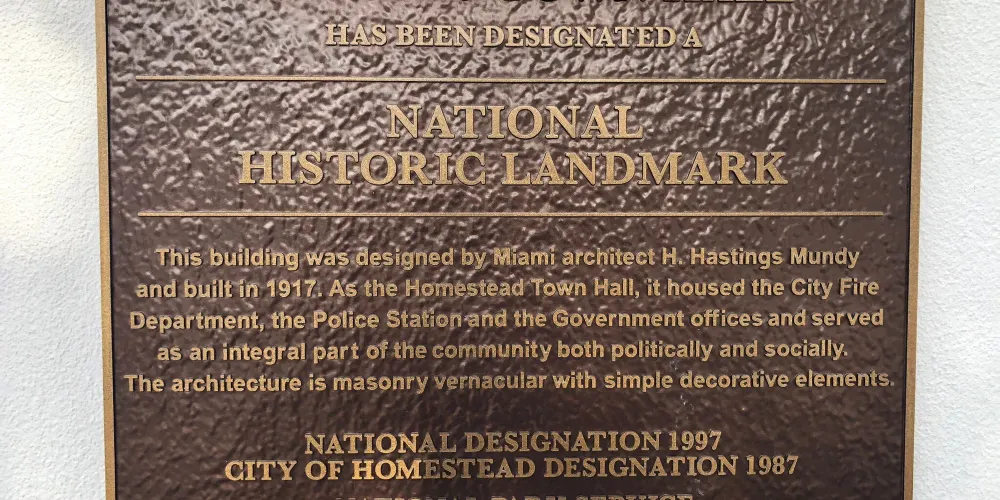 HAS BEEN DESIGNATED A
NATIONAL
HISTORIC LANDMARK
This building was designed by Miami architect H. Hastings Mundy
and built in 1917. As the Homestead Town Hall, it housed the City Fire
Department, the Police Station and the Government offices and served
as an integral part of the community both politically and socially.
The architecture is masonry vernacular with simple decorative elements.
NATIONAL DESIGNATION 1997
CITY OF HOMESTEAD DESIGNATION 1987
NATIONAL PARK SERVICE